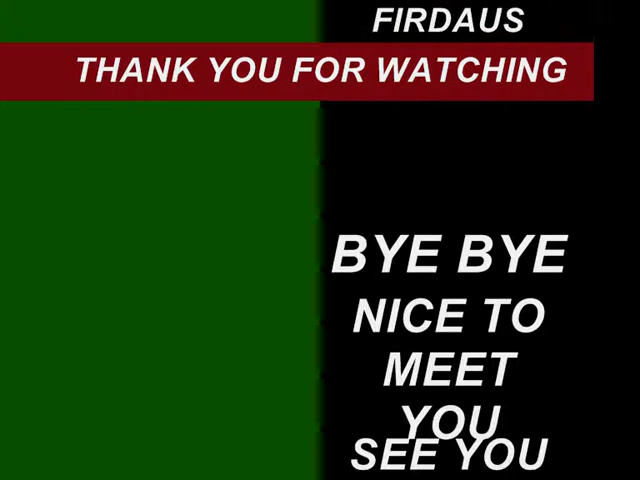 FIRDAUS
THANK YOU FOR WATCHING
BYE BYE
NICE TO
MEET
YOU
SEE YOU